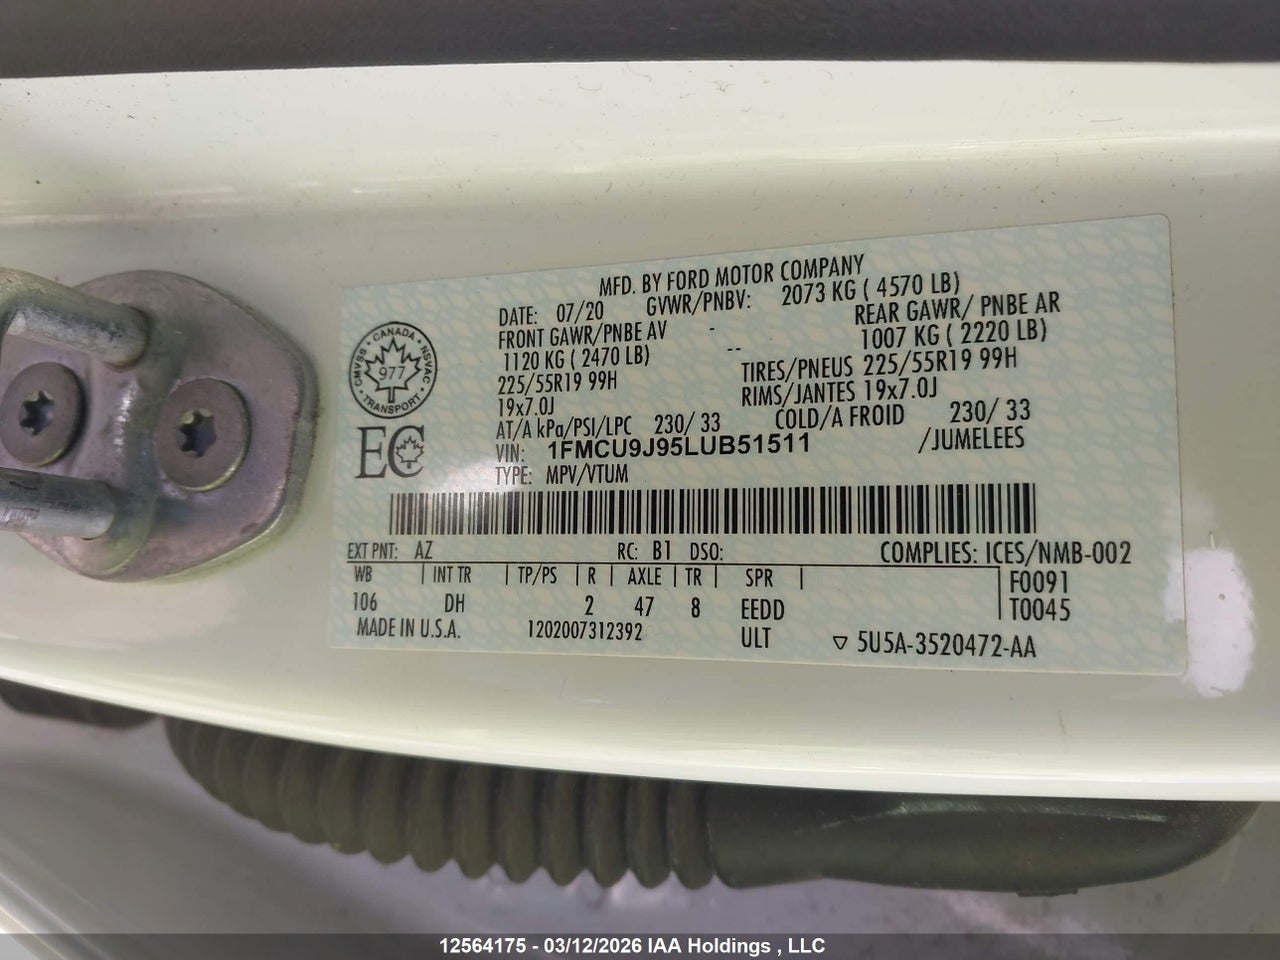 MFD. BY FORD MOTOR COMPANY
DATE: 07/20 GVWR/PNBV: 2073 KG ( 4570 LB)
FRONT GAWR/PNBE AV - REAR GAWR/ PNBE AR
1120 KG ( 2470 LB) -- 1007 KG ( 2220 LB)
225/55R19 99H TIRES/PNEUS 225/55R19 99H
19x7.0J RIMS/JANTES 19x7.0J
AT/A kPa/PSI/LPC 230/ 33 COLD/A FROID 230/ 33
VIN: 1FMCU9J95LUB51511 /JUMELEES
TYPE: MPV/VTUM
CANADA NSVAC TRANSPORT CMVSS
977
EC
EXT PNT: AZ RC: B1 DSO: COMPLIES: ICES/NMB-002
WB | INT TR | TP/PS | R | AXLE | TR | SPR | F0091
106 DH 2 47 8 EEDD T0045
MADE IN U.S.A. 1202007312392 ULT ▽ 5U5A-3520472-AA
12564175 - 03/12/2026 IAA Holdings , LLC